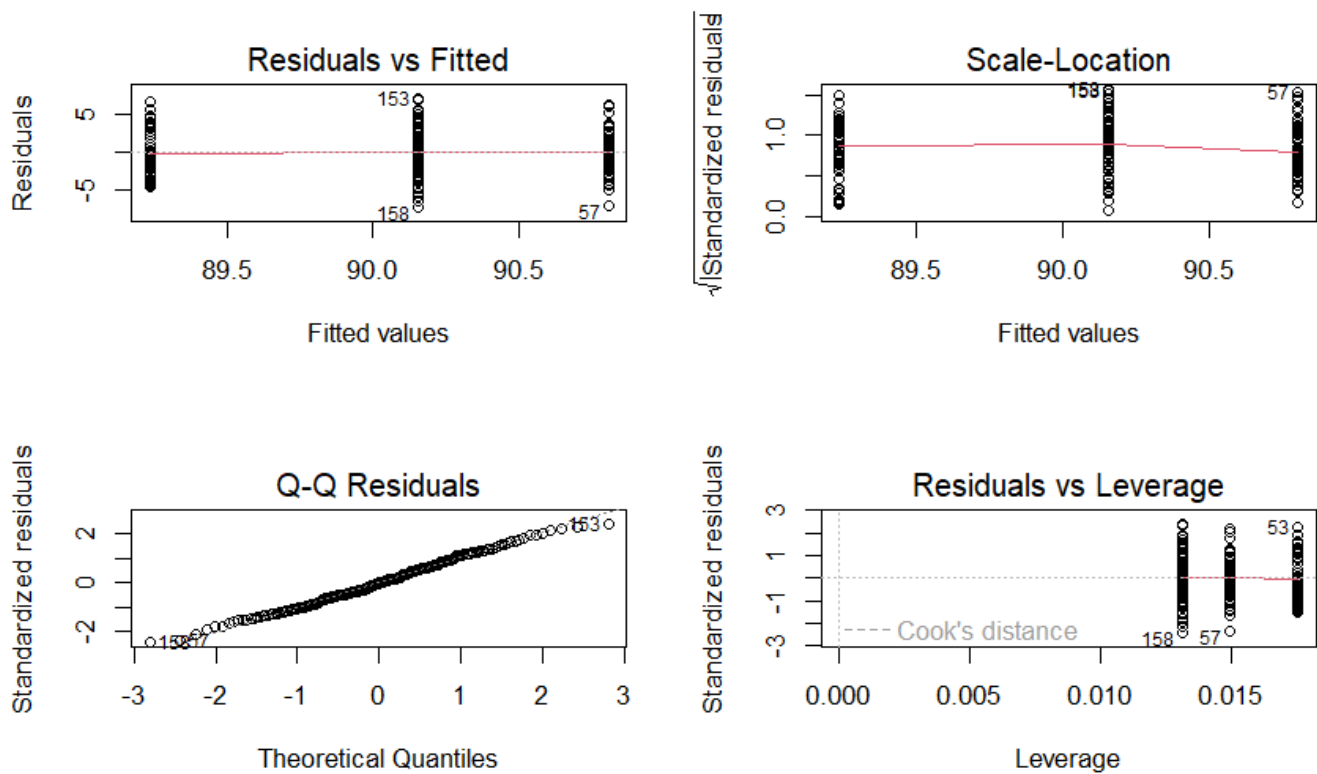 Residuals vs Fitted
Residuals
5
-5
153
158
57
89.5 90.0 90.5
Fitted values
Scale-Location
√|Standardized residuals
1.0
0.0
57
89.5 90.0 90.5
Fitted values
Q-Q Residuals
Standardized residuals
2
0
-2
153
-3 -2 -1 0 1 2 3
Theoretical Quantiles
Residuals vs Leverage
Standardized residuals
3
1
-1
-3
53
Cook's distance
158
57
0.000 0.005 0.010 0.015
Leverage